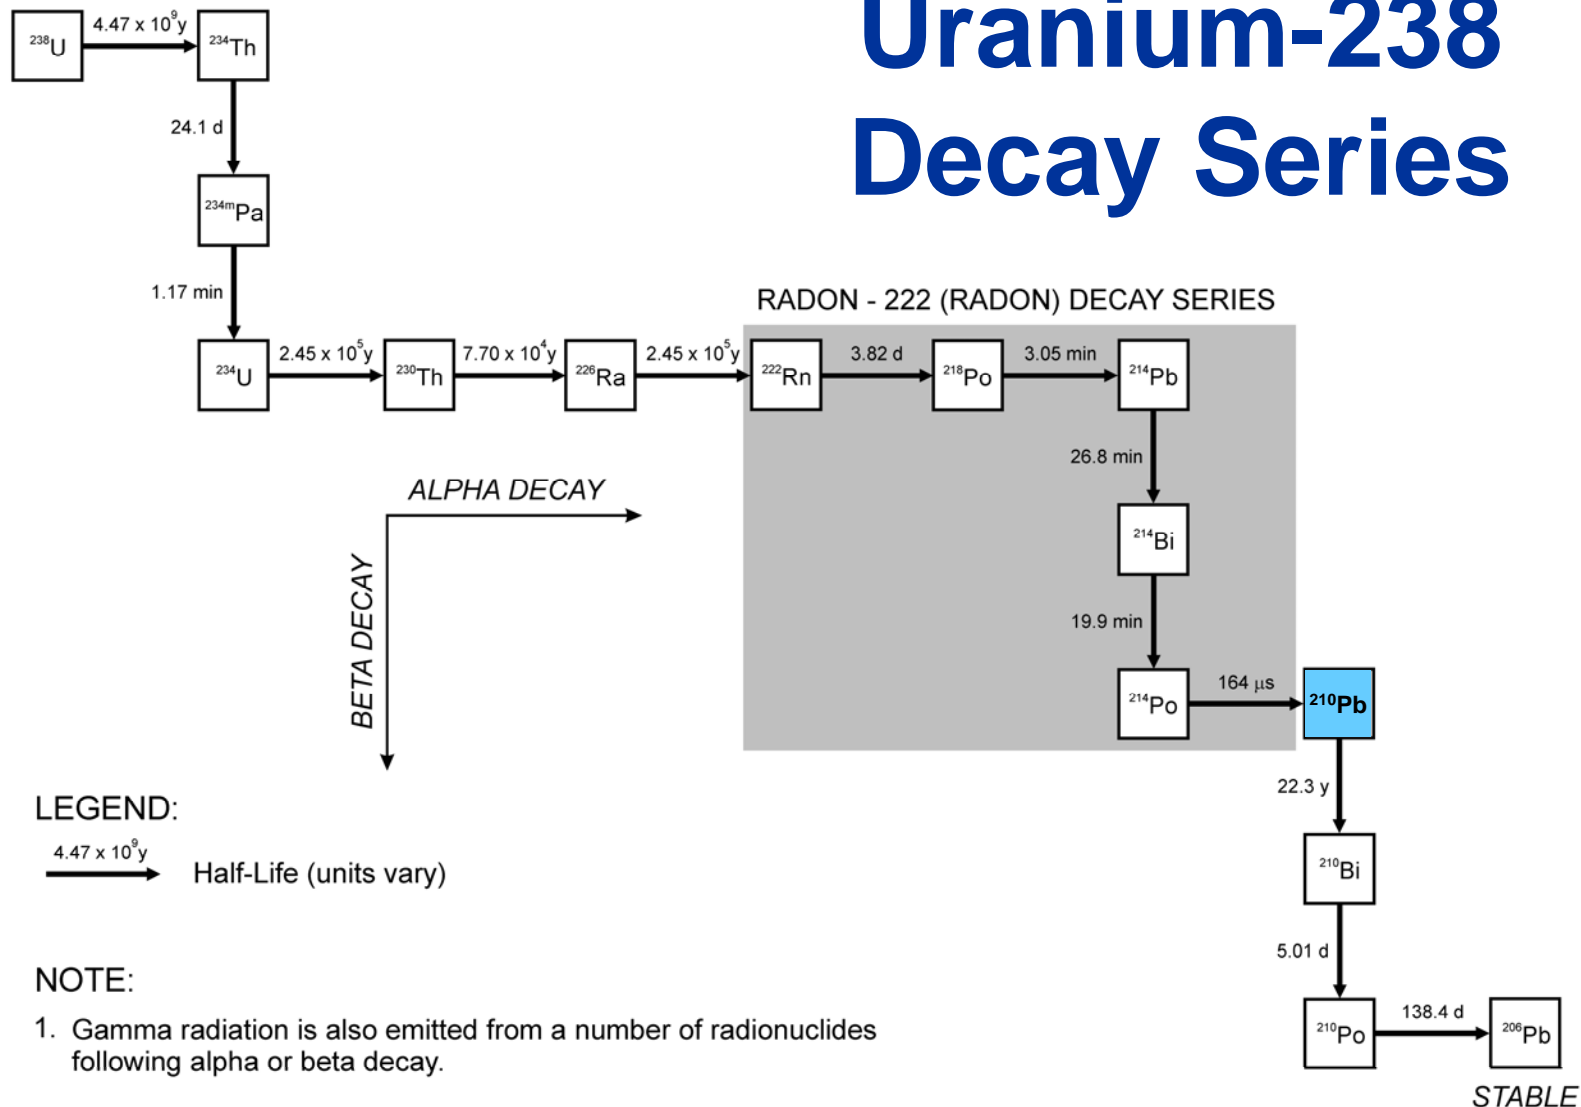 Uranium-238
Decay Series
²³⁸U
4.47 x 10⁹y
²³⁴Th
24.1 d
²³⁴ᵐPa
1.17 min
RADON - 222 (RADON) DECAY SERIES
²³⁴U
2.45 x 10⁵y
²³⁰Th
7.70 x 10⁴y
²²⁶Ra
2.45 x 10⁵y
²²²Rn
3.82 d
²¹⁸Po
3.05 min
²¹⁴Pb
26.8 min
²¹⁴Bi
19.9 min
²¹⁴Po
164 μs
²¹⁰Pb
22.3 y
²¹⁰Bi
5.01 d
²¹⁰Po
138.4 d
²⁰⁶Pb
STABLE
ALPHA DECAY
BETA DECAY
LEGEND:
4.47 x 10⁹y
Half-Life (units vary)
NOTE:
1. Gamma radiation is also emitted from a number of radionuclides
following alpha or beta decay.